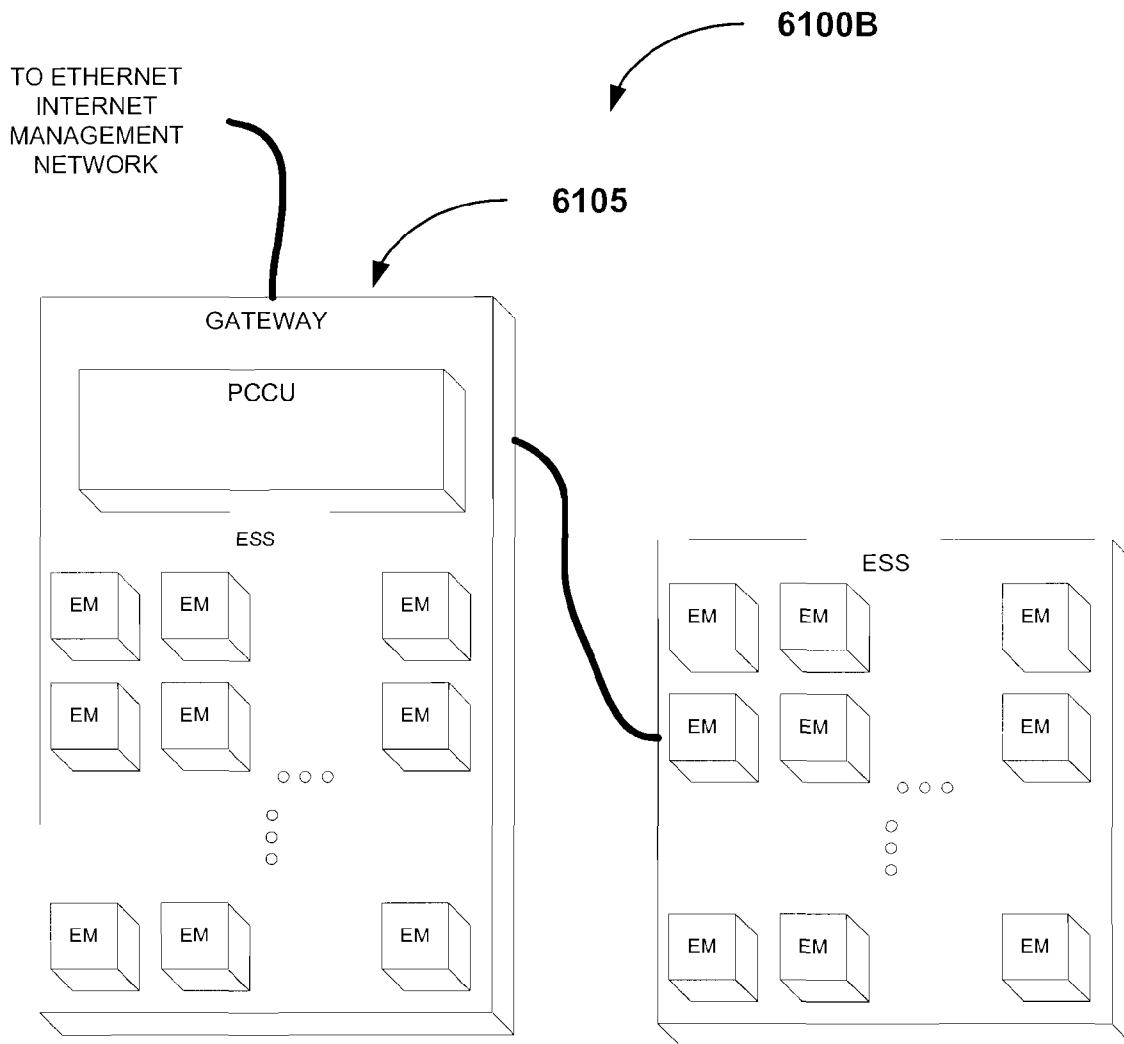 6100B
TO ETHERNET
INTERNET
MANAGEMENT
NETWORK
6105
GATEWAY
PCCU
ESS
EM EM EM
EM EM EM
EM EM EM
ESS
EM EM EM
EM EM EM
EM EM EM